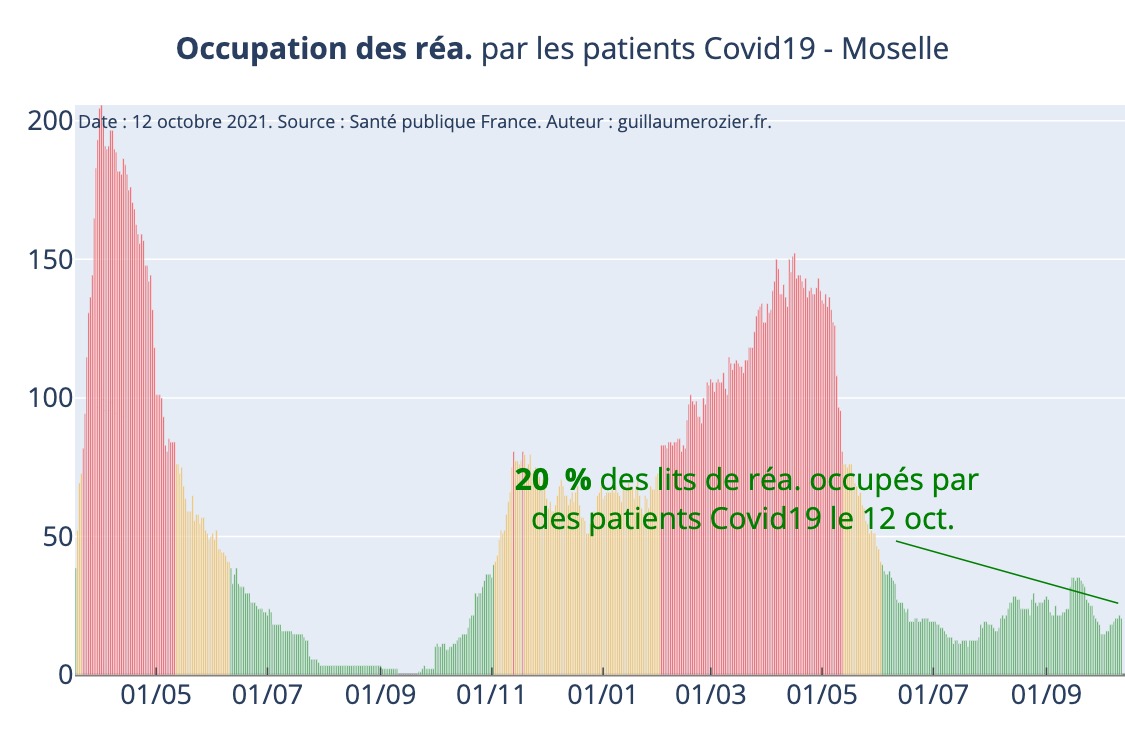 Occupation des réa. par les patients Covid19 - Moselle
200
Date : 12 octobre 2021. Source : Santé publique France. Auteur : guillaumerozier.fr.
150
100
20 % des lits de réa. occupés par
des patients Covid19 le 12 oct.
50
0
01/05 01/07 01/09 01/11 01/01 01/03 01/05 01/07 01/09